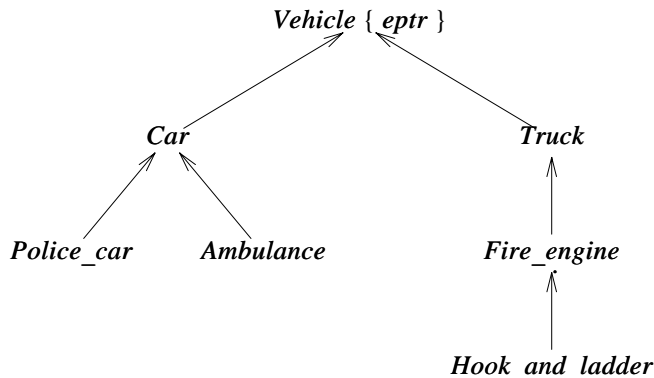 Vehicle { eptr }
Car Truck
Police_car Ambulance Fire_engine
Hook and ladder